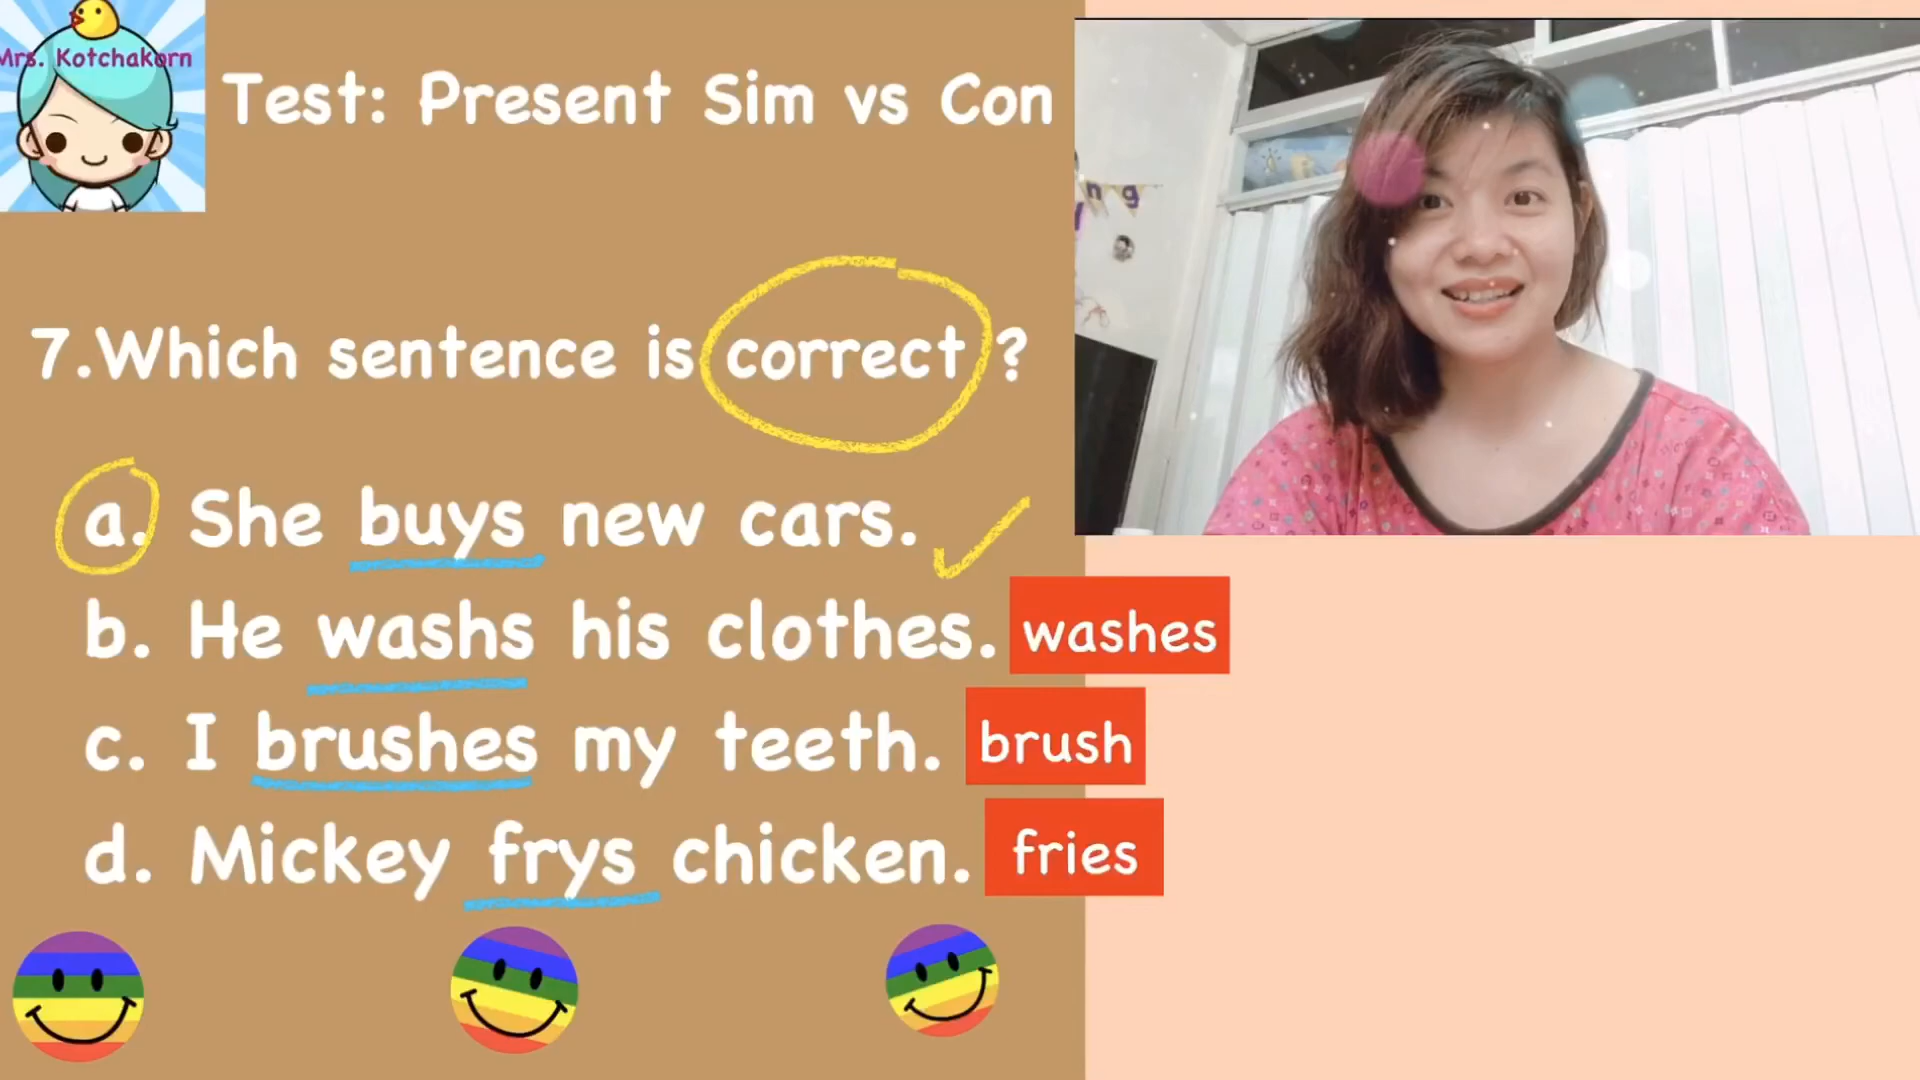 Mrs. Kotchakorn
Test: Present Sim vs Con
7.Which sentence is correct ?
a. She buys new cars.
b. He washs his clothes. washes
c. I brushes my teeth. brush
d. Mickey frys chicken. fries